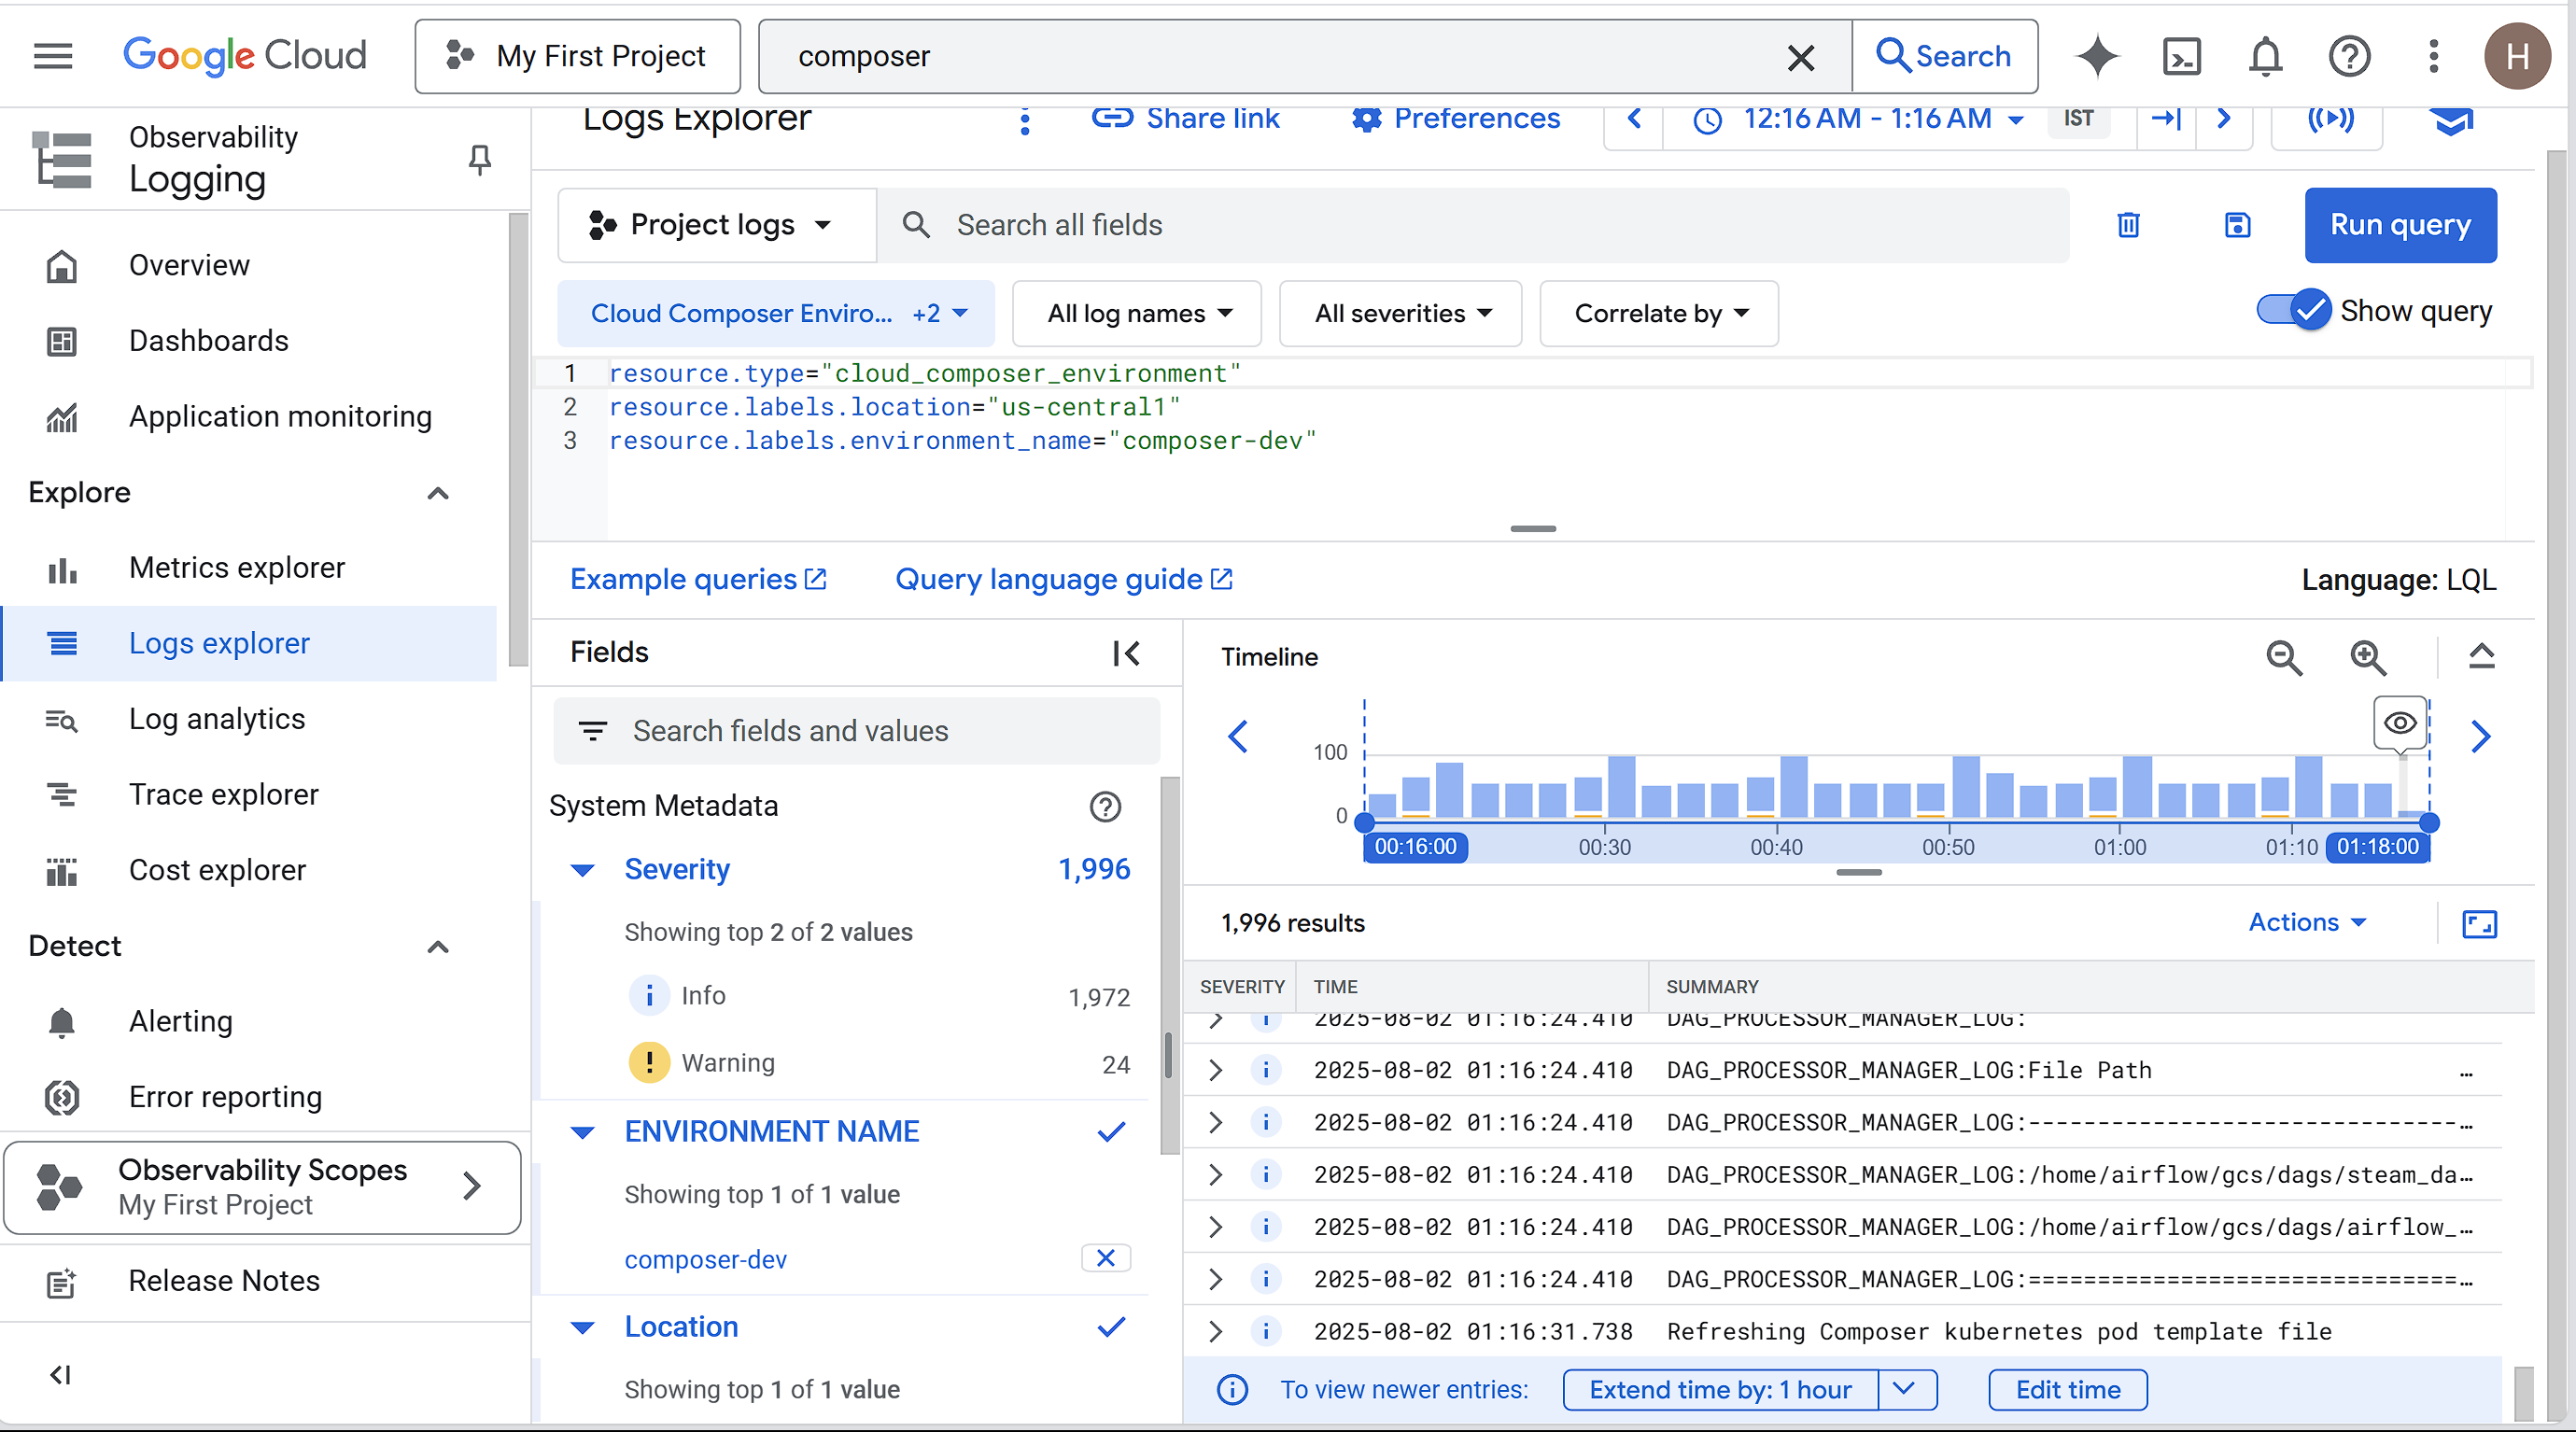 Google Cloud
My First Project
composer
Search
H
Observability
Logging
Logs Explorer
Share link
Preferences
12:16 AM - 1:16 AM
IST
Project logs
Search all fields
Run query
Cloud Composer Enviro... +2
All log names
All severities
Correlate by
Show query
1 resource.type="cloud_composer_environment"
2 resource.labels.location="us-central1"
3 resource.labels.environment_name="composer-dev"
Example queries
Query language guide
Language: LQL
Overview
Dashboards
Application monitoring
Explore
Metrics explorer
Logs explorer
Log analytics
Trace explorer
Cost explorer
Detect
Alerting
Error reporting
Observability Scopes
My First Project
Release Notes
Fields
Search fields and values
System Metadata
Severity 1,996
Showing top 2 of 2 values
Info 1,972
Warning 24
ENVIRONMENT NAME
Showing top 1 of 1 value
composer-dev
Location
Showing top 1 of 1 value
Timeline
100
0
00:16:00 00:30 00:40 00:50 01:00 01:10 01:18:00
1,996 results
Actions
SEVERITY TIME SUMMARY
2025-08-02 01:16:24.410 DAG_PROCESSOR_MANAGER_LOG:
2025-08-02 01:16:24.410 DAG_PROCESSOR_MANAGER_LOG:File Path …
2025-08-02 01:16:24.410 DAG_PROCESSOR_MANAGER_LOG:-------------------------------…
2025-08-02 01:16:24.410 DAG_PROCESSOR_MANAGER_LOG:/home/airflow/gcs/dags/steam_da…
2025-08-02 01:16:24.410 DAG_PROCESSOR_MANAGER_LOG:/home/airflow/gcs/dags/airflow_…
2025-08-02 01:16:24.410 DAG_PROCESSOR_MANAGER_LOG:===============================…
2025-08-02 01:16:31.738 Refreshing Composer kubernetes pod template file
To view newer entries:
Extend time by: 1 hour
Edit time